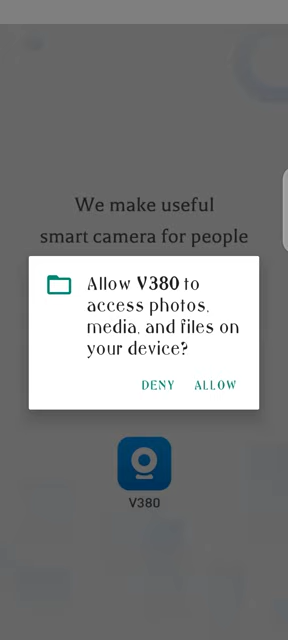 We make useful
smart camera for people
Allow V380 to
access photos,
media, and files on
your device?
DENY ALLOW
V380